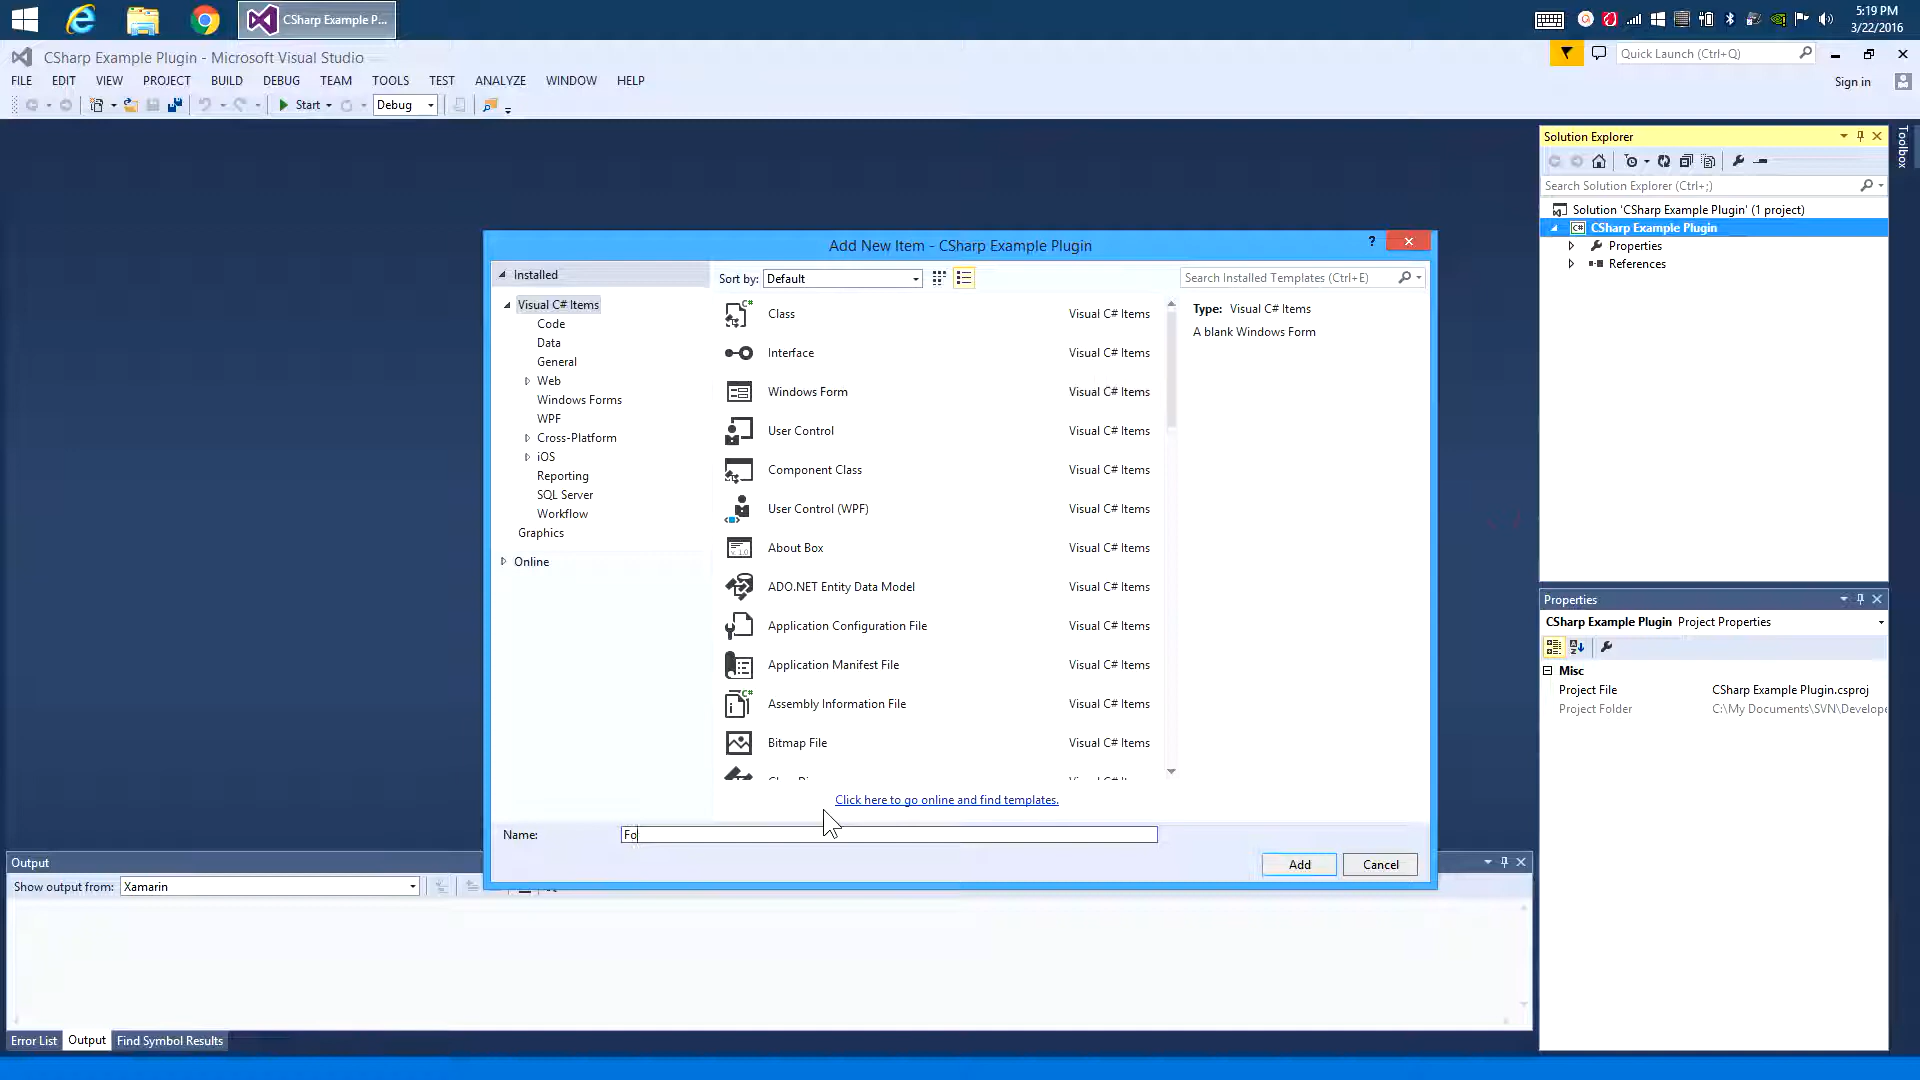 CSharp Example P...
5:19 PM
3/22/2016
CSharp Example Plugin - Microsoft Visual Studio
Quick Launch (Ctrl+Q)
FILE EDIT VIEW PROJECT BUILD DEBUG TEAM TOOLS TEST ANALYZE WINDOW HELP
Sign in
Start Debug
Solution Explorer
Toolbox
Search Solution Explorer (Ctrl+;)
Solution 'CSharp Example Plugin' (1 project)
C# CSharp Example Plugin
Properties
References
Add New Item - CSharp Example Plugin
?
Installed
Sort by: Default
Search Installed Templates (Ctrl+E)
Visual C# Items
Code
Data
General
Web
Windows Forms
WPF
Cross-Platform
iOS
Reporting
SQL Server
Workflow
Graphics
Online
Class Visual C# Items
Interface Visual C# Items
Windows Form Visual C# Items
User Control Visual C# Items
Component Class Visual C# Items
User Control (WPF) Visual C# Items
About Box Visual C# Items
ADO.NET Entity Data Model Visual C# Items
Application Configuration File Visual C# Items
Application Manifest File Visual C# Items
Assembly Information File Visual C# Items
Bitmap File Visual C# Items
Type: Visual C# Items
A blank Windows Form
Click here to go online and find templates.
Name: Fo
Add Cancel
Properties
CSharp Example Plugin Project Properties
Misc
Project File CSharp Example Plugin.csproj
Project Folder C:\My Documents\SVN\Develope
Output
Show output from: Xamarin
Error List Output Find Symbol Results